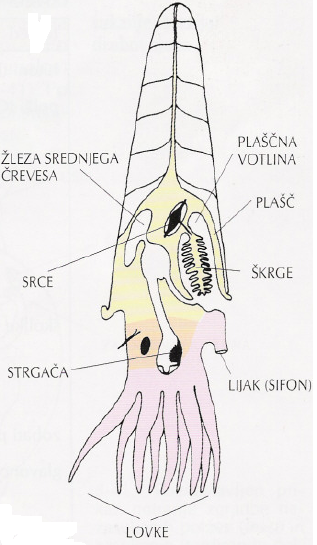 PLAŠČNA
VOTLINA
ŽLEZA SREDNJEGA
ČREVESA
PLAŠČ
ŠKRGE
SRCE
STRGAČA
LIJAK (SIFON)
LOVKE